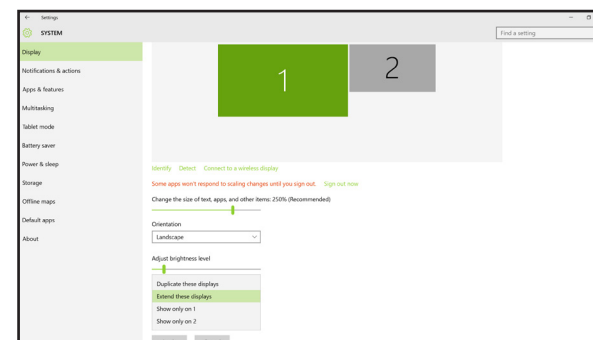 Settings
SYSTEM
Find a setting
Display
Notifications & actions
Apps & features
Multitasking
Tablet mode
Battery saver
Power & sleep
Storage
Offline maps
Default apps
About
1
2
Identify Detect Connect to a wireless display
Some apps won't respond to scaling changes until you sign out. Sign out now
Change the size of text, apps, and other items: 250% (Recommended)
Orientation
Landscape
Adjust brightness level
Duplicate these displays
Extend these displays
Show only on 1
Show only on 2